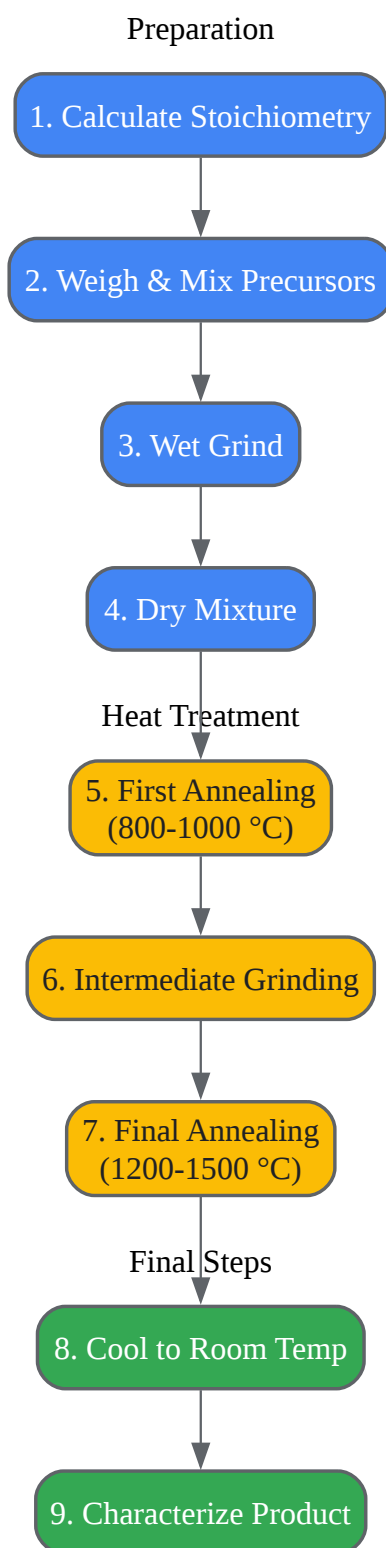 Preparation
1. Calculate Stoichiometry
2. Weigh & Mix Precursors
3. Wet Grind
4. Dry Mixture
Heat Treatment
5. First Annealing
(800-1000 °C)
6. Intermediate Grinding
7. Final Annealing
(1200-1500 °C)
Final Steps
8. Cool to Room Temp
9. Characterize Product